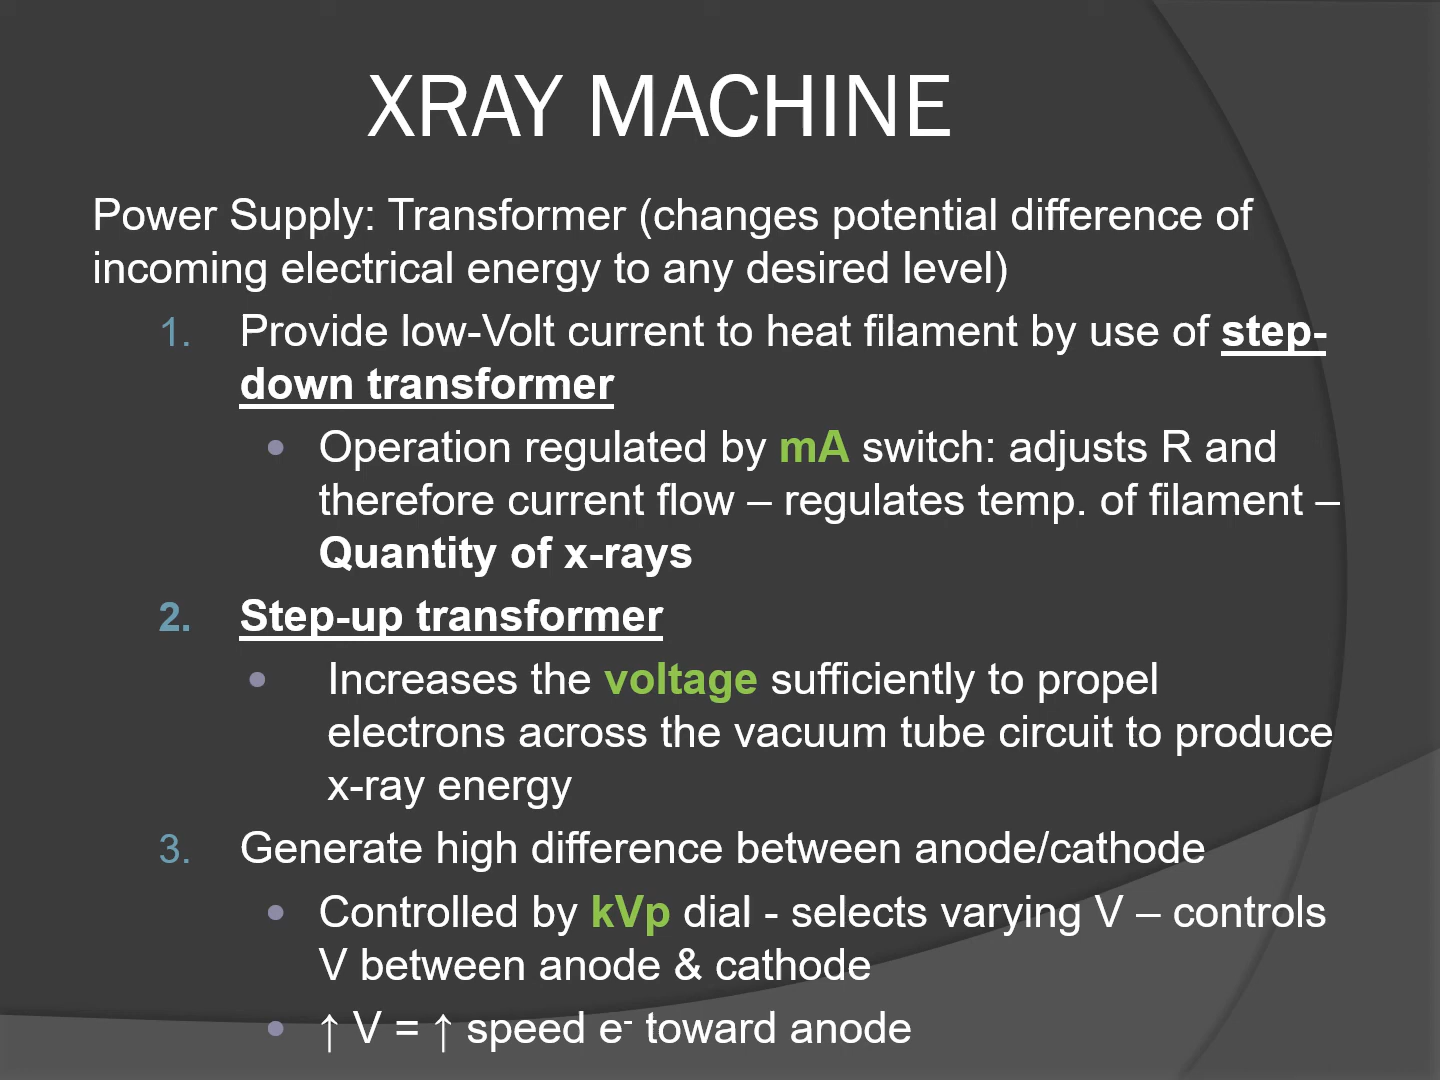 XRAY MACHINE
Power Supply: Transformer (changes potential difference of
incoming electrical energy to any desired level)
1. Provide low-Volt current to heat filament by use of step-
down transformer
• Operation regulated by mA switch: adjusts R and
therefore current flow – regulates temp. of filament –
Quantity of x-rays
2. Step-up transformer
• Increases the voltage sufficiently to propel
electrons across the vacuum tube circuit to produce
x-ray energy
3. Generate high difference between anode/cathode
• Controlled by kVp dial - selects varying V – controls
V between anode & cathode
• ↑ V = ↑ speed e⁻ toward anode